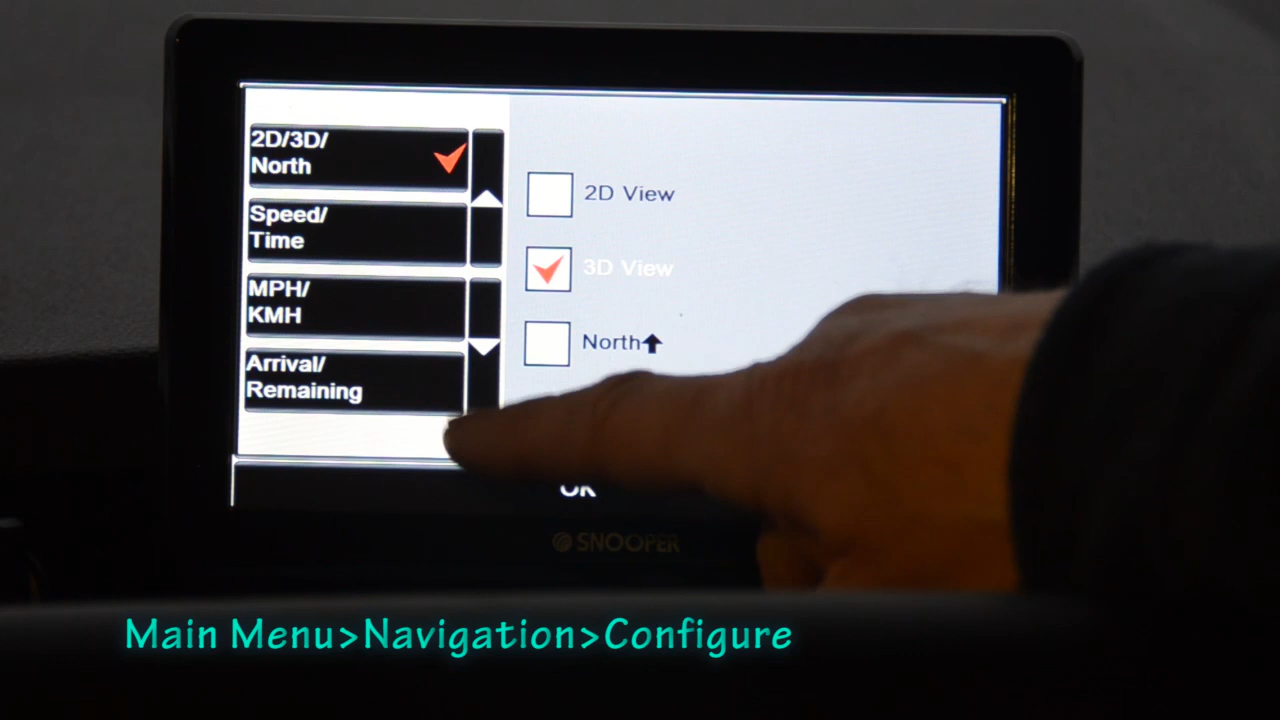 2D/3D/
North
Speed/
Time
MPH/
KMH
Arrival/
Remaining
2D View
3D View
North
OK
SNOOPER
Main Menu>Navigation>Configure